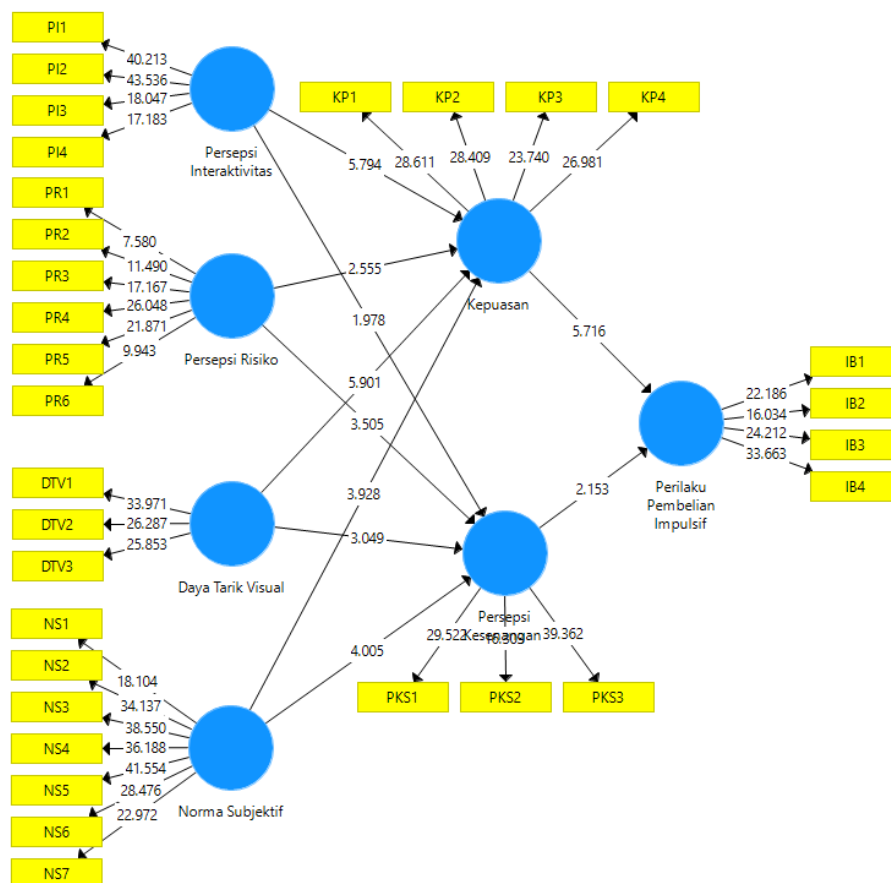 PI1
40.213
PI2
43.536
PI3
18.047
PI4
17.183
Persepsi
Interaktivitas
PR1
7.580
PR2
11.490
PR3
17.167
PR4
26.048
PR5
21.871
PR6
9.943
Persepsi Risiko
DTV1
33.971
DTV2
26.287
DTV3
25.853
Daya Tarik Visual
NS1
18.104
NS2
34.137
NS3
38.550
NS4
36.188
NS5
41.554
NS6
28.476
NS7
22.972
Norma Subjektif
5.794
2.555
1.978
5.901
3.505
3.928
3.049
4.005
KP1
KP2
KP3
KP4
28.611
28.409
23.740
26.981
Kepuasan
5.716
2.153
Persepsi
Kesenangan
29.522
39.362
PKS1
PKS2
PKS3
Perilaku
Pembelian
Impulsif
IB1
22.186
IB2
16.034
IB3
24.212
IB4
33.663